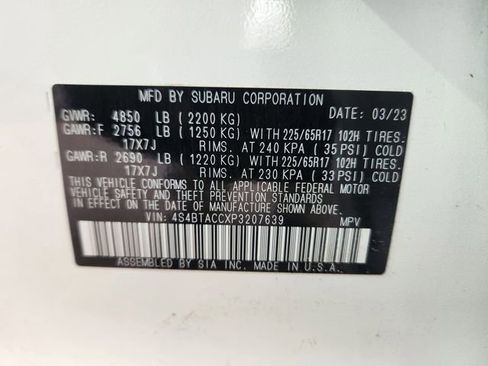 MFD BY SUBARU CORPORATION DATE: 03/23
GVWR: 4850 LB (2200 KG)
GAWR:F 2756 LB (1250 KG) WITH 225/65R17 102H TIRES.
17X7J RIMS. AT 240 KPA (35 PSI) COLD
GAWR:R 2690 LB (1220 KG) WITH 225/65R17 102H TIRES.
17X7J RIMS. AT 230 KPA (33 PSI) COLD
THIS VEHICLE CONFORMS TO ALL APPLICABLE FEDERAL MOTOR
VEHICLE SAFETY AND THEFT PREVENTION STANDARDS
IN EFFECT ON THE DATE OF MANUFACTURE SHOWN ABOVE.
VIN: 4S4BTACCXP3207639 MPV
ASSEMBLED BY SIA INC. MADE IN U.S.A.